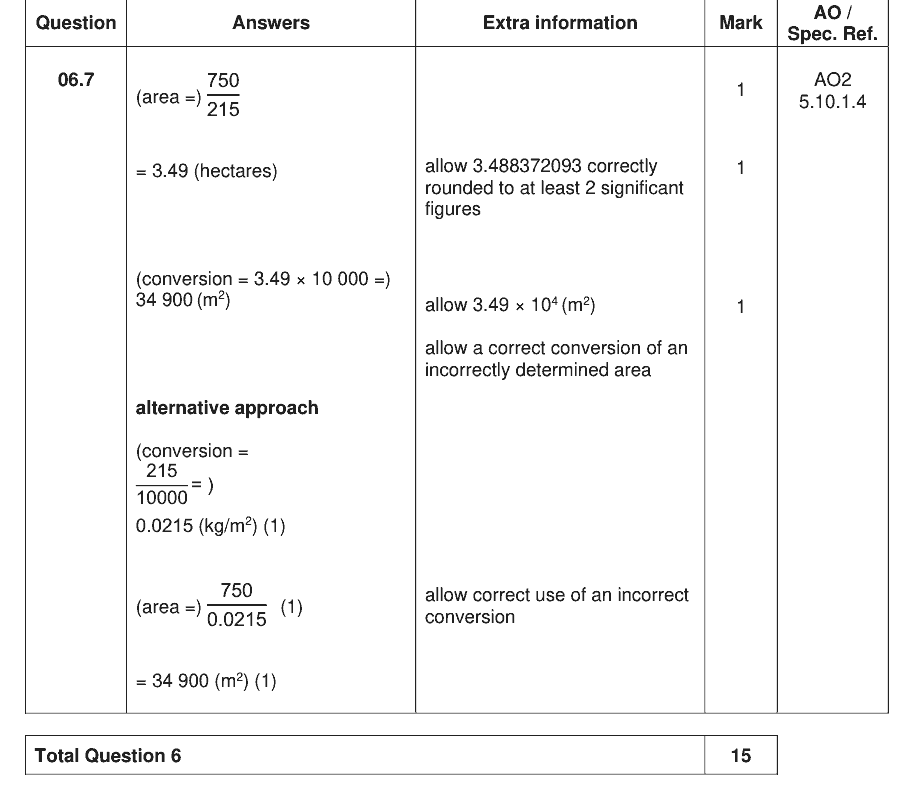 Question Answers Extra information Mark AO /
Spec. Ref.
06.7 (area =) 750/215 1 AO2
5.10.1.4
= 3.49 (hectares) allow 3.488372093 correctly 1
rounded to at least 2 significant
figures
(conversion = 3.49 × 10 000 =)
34 900 (m²) allow 3.49 × 10⁴ (m²) 1
allow a correct conversion of an
incorrectly determined area
alternative approach
(conversion =
215/10000 = )
0.0215 (kg/m²) (1)
(area =) 750/0.0215 (1) allow correct use of an incorrect
conversion
= 34 900 (m²) (1)
Total Question 6 15